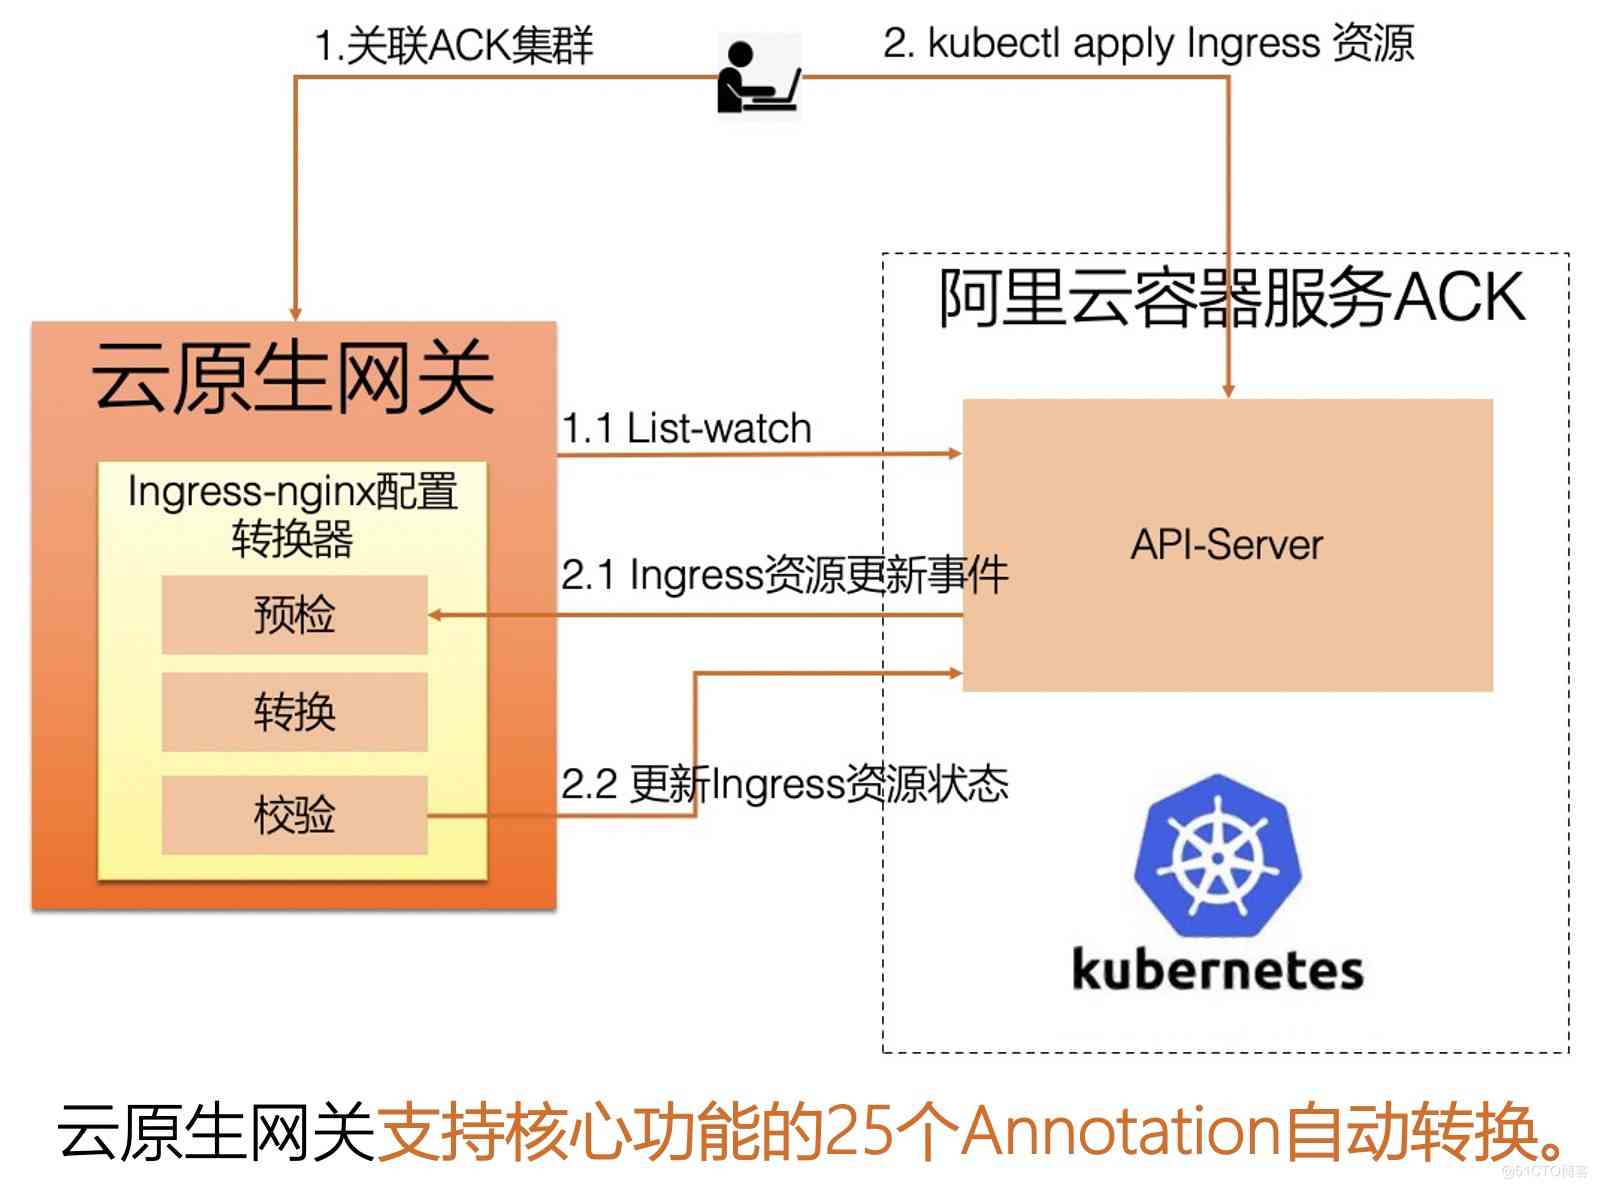 1.关联ACK集群
2. kubectl apply Ingress 资源
阿里云容器服务ACK
云原生网关
1.1 List-watch
Ingress-nginx配置
转换器
API-Server
2.1 Ingress资源更新事件
预检
转换
2.2 更新Ingress资源状态
校验
kubernetes
云原生网关支持核心功能的25个Annotation自动转换。
@51CTO博客